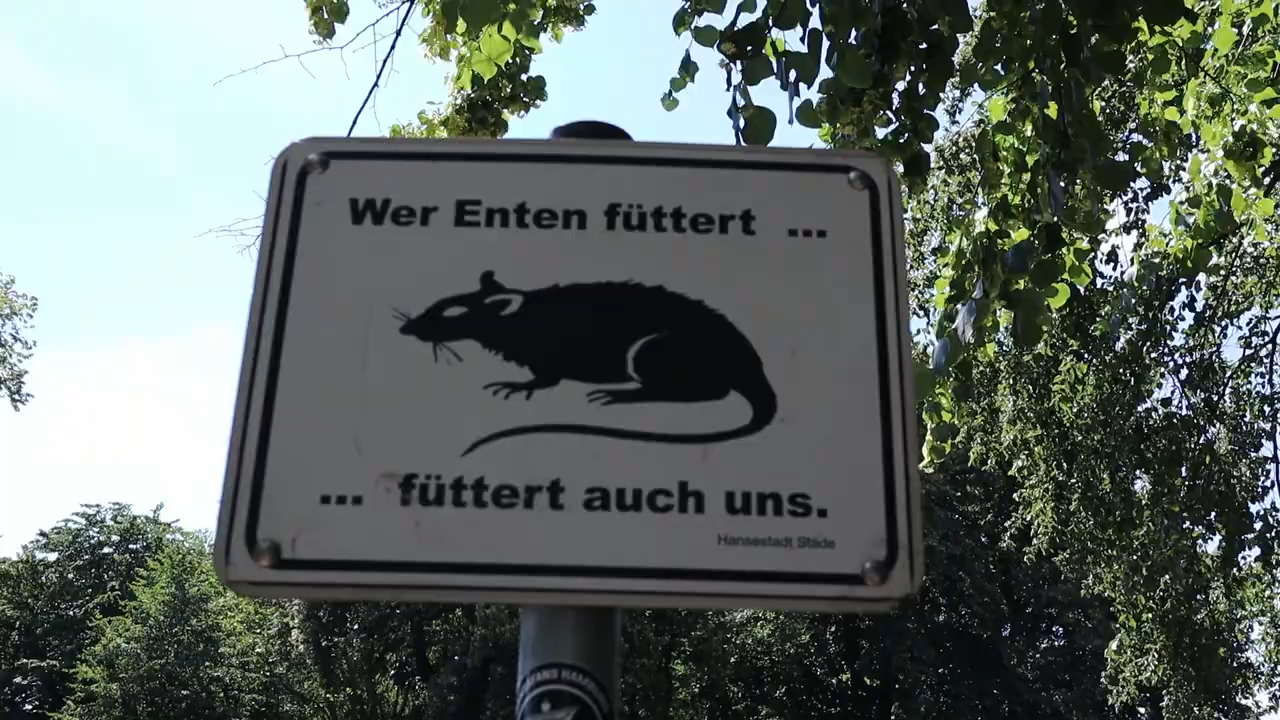 Wer Enten füttert ...
... füttert auch uns.
Hansestadt Stade